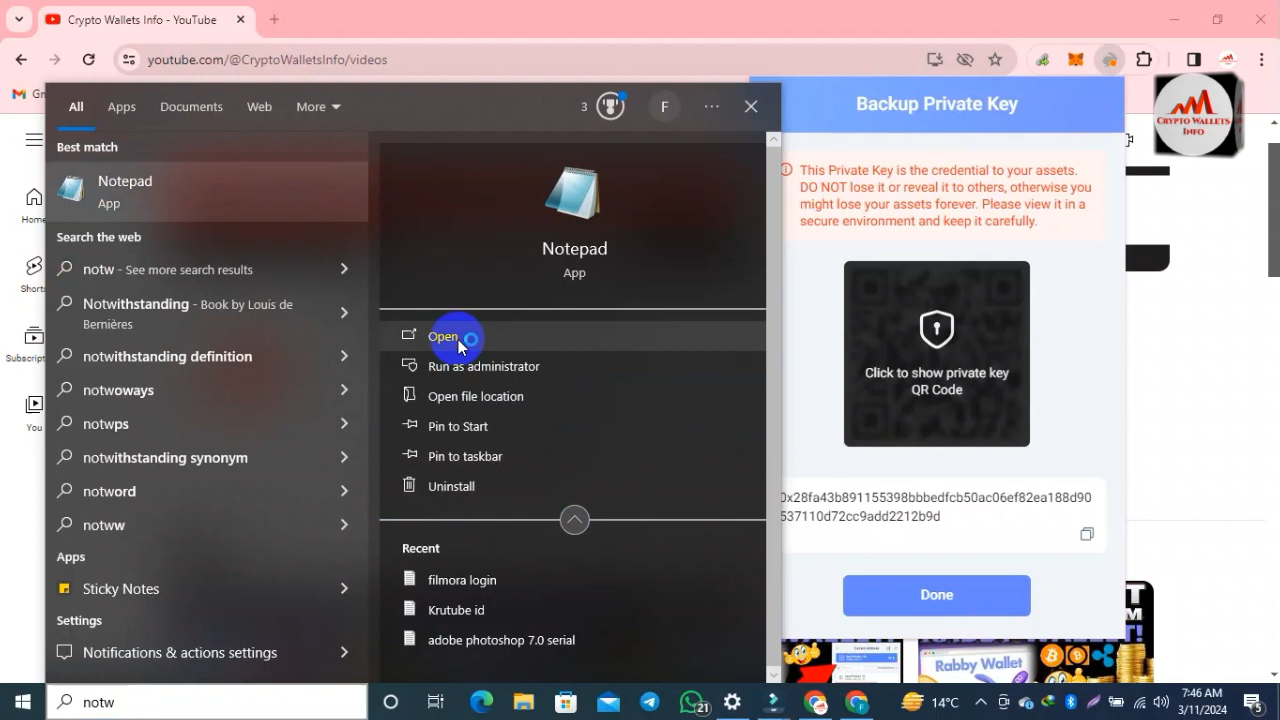 Crypto Wallets Info - YouTube
youtube.com/@CryptoWalletsInfo/videos
All
Apps
Documents
Web
More
3
F
Best match
Notepad
App
Search the web
notw - See more search results
Notwithstanding - Book by Louis de
Bernières
notwithstanding definition
notwoways
notwps
notwithstanding synonym
notword
notww
Apps
Sticky Notes
Settings
Notifications & actions settings
Notepad
App
Open
Run as administrator
Open file location
Pin to Start
Pin to taskbar
Uninstall
Recent
filmora login
Krutube id
adobe photoshop 7.0 serial
Backup Private Key
This Private Key is the credential to your assets.
DO NOT lose it or reveal it to others, otherwise you
might lose your assets forever. Please view it in a
secure environment and keep it carefully.
Click to show private key
QR Code
0x28fa43b891155398bbbedfcb50ac06ef82ea188d90
537110d72cc9add2212b9d
Done
CRYPTO WALLETS
INFO
Home
Shorts
Subscript
You
Rabby Wallet
notw
21
14°C
7:46 AM
3/11/2024
5